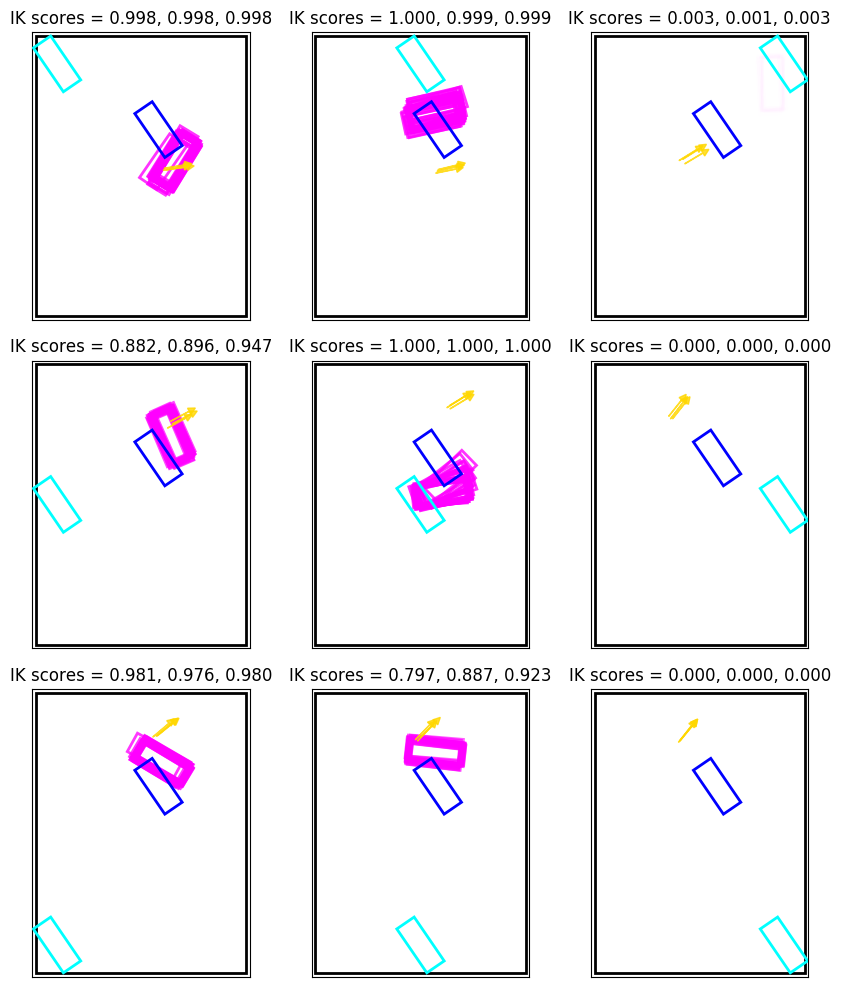 IK scores = 0.998, 0.998, 0.998
IK scores = 1.000, 0.999, 0.999
IK scores = 0.003, 0.001, 0.003
IK scores = 0.882, 0.896, 0.947
IK scores = 1.000, 1.000, 1.000
IK scores = 0.000, 0.000, 0.000
IK scores = 0.981, 0.976, 0.980
IK scores = 0.797, 0.887, 0.923
IK scores = 0.000, 0.000, 0.000